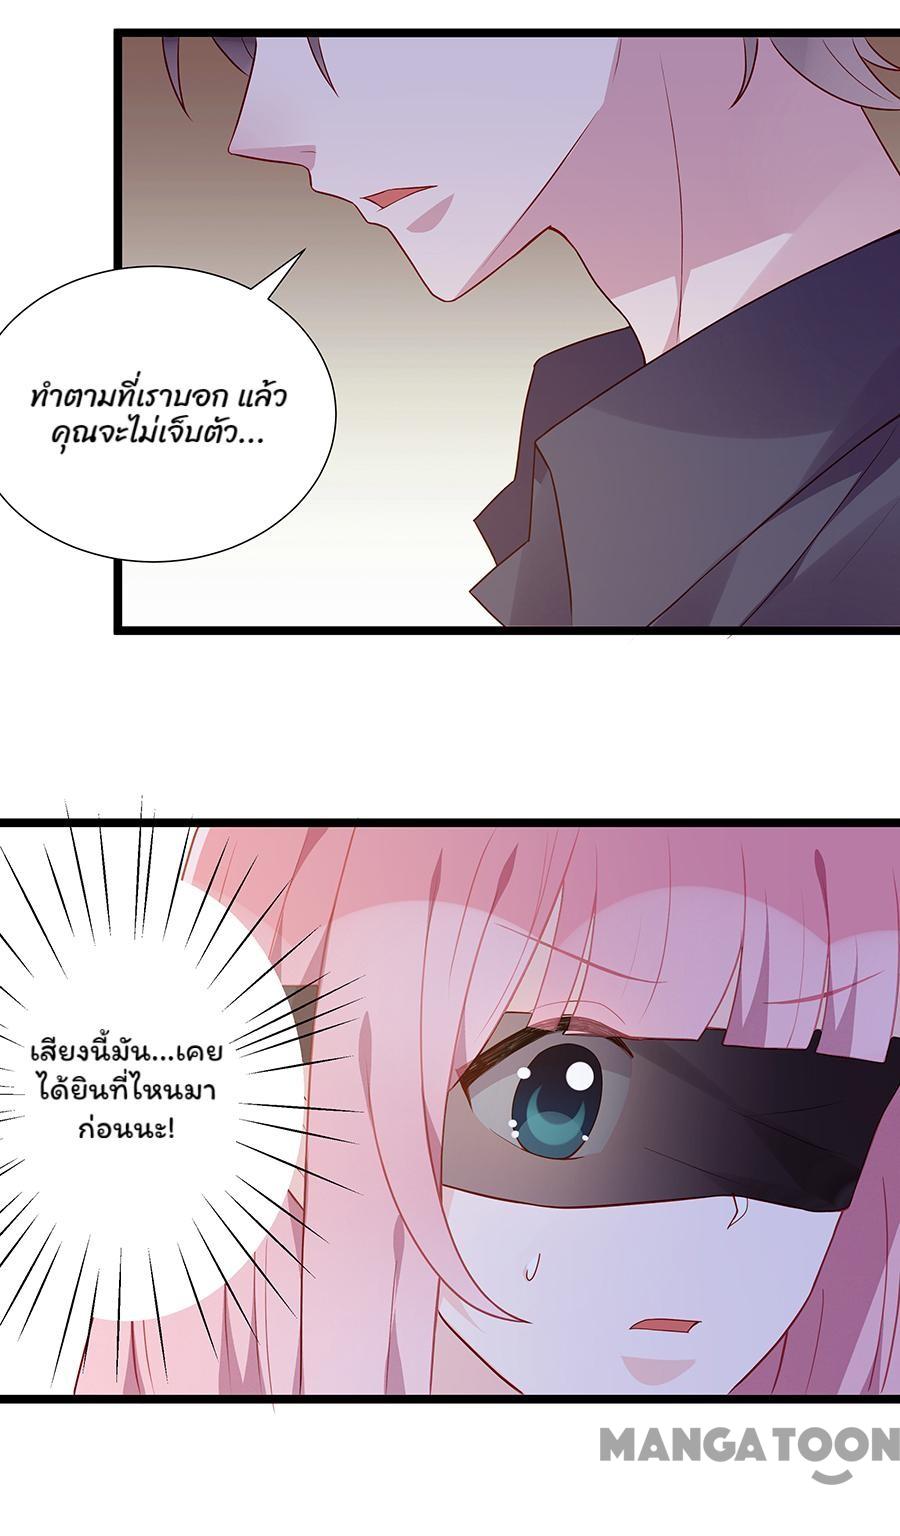 ทำตามที่เราบอก แล้ว
คุณจะไม่เจ็บตัว...
เสียงนี้มัน...เคย
ได้ยินที่ไหนมา
ก่อนนะ!
MANGATOON